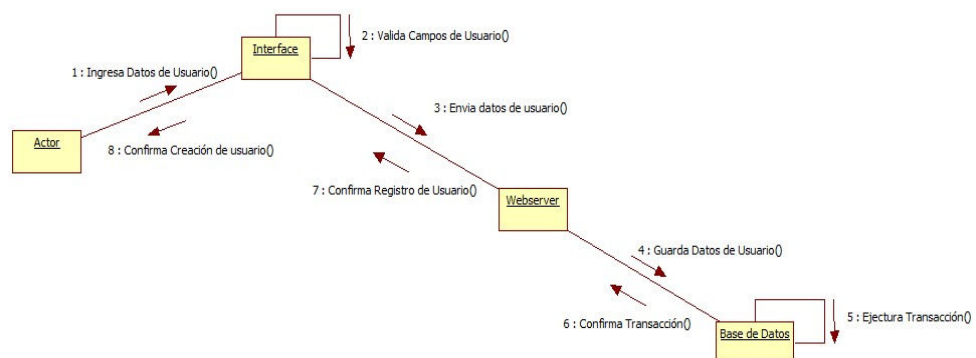 2 : Valida Campos de Usuario()
Interface
1 : Ingresa Datos de Usuario()
3 : Envia datos de usuario()
Actor
8 : Confirma Creación de usuario()
7 : Confirma Registro de Usuario()
Webserver
4 : Guarda Datos de Usuario()
6 : Confirma Transacción()
5 : Ejectura Transacción()
Base de Datos